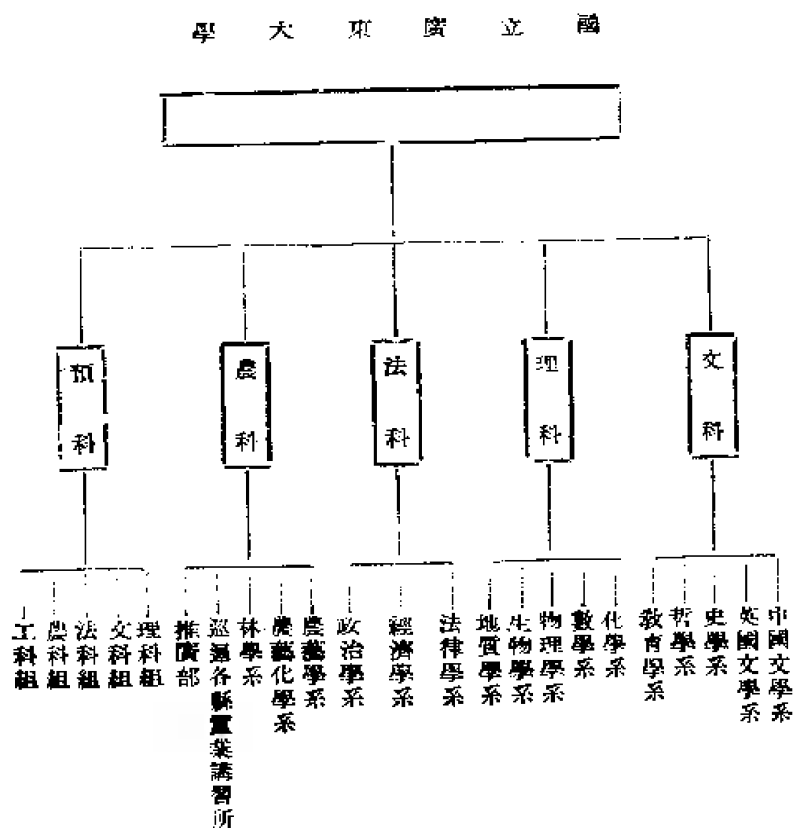 國立廣東大學
文科
理科
法科
農科
預科
中國文學系
英國文學系
史學系
哲學系
教育學系
化學系
數學系
物理學系
生物學系
地質學系
法律學系
經濟學系
政治學系
農藝學系
農藝化學系
林學系
巡迴各縣蠶業講習所
推廣部
理科組
文科組
法科組
農科組
工科組